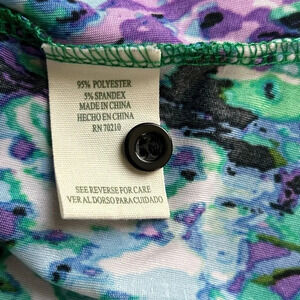 95% POLYESTER
5% SPANDEX
MADE IN CHINA
HECHO EN CHINA
RN 70210
SEE REVERSE FOR CARE
VER AL DORSO PARA CUIDADO